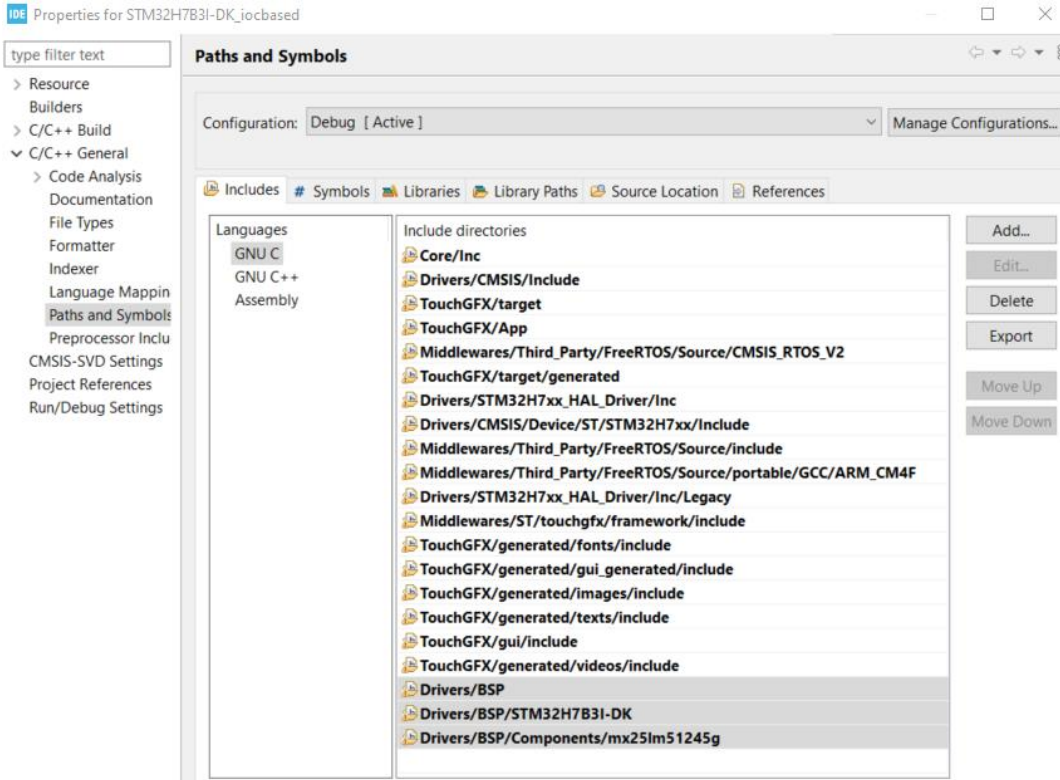 IDE Properties for STM32H7B3I-DK_iocbased
type filter text
Resource
Builders
C/C++ Build
C/C++ General
Code Analysis
Documentation
File Types
Formatter
Indexer
Language Mappin
Paths and Symbols
Preprocessor Inclu
CMSIS-SVD Settings
Project References
Run/Debug Settings
Paths and Symbols
Configuration: Debug [ Active ] Manage Configurations...
Includes # Symbols Libraries Library Paths Source Location References
Languages
GNU C
GNU C++
Assembly
Include directories
Core/Inc
Drivers/CMSIS/Include
TouchGFX/target
TouchGFX/App
Middlewares/Third_Party/FreeRTOS/Source/CMSIS_RTOS_V2
TouchGFX/target/generated
Drivers/STM32H7xx_HAL_Driver/Inc
Drivers/CMSIS/Device/ST/STM32H7xx/Include
Middlewares/Third_Party/FreeRTOS/Source/include
Middlewares/Third_Party/FreeRTOS/Source/portable/GCC/ARM_CM4F
Drivers/STM32H7xx_HAL_Driver/Inc/Legacy
Middlewares/ST/touchgfx/framework/include
TouchGFX/generated/fonts/include
TouchGFX/generated/gui_generated/include
TouchGFX/generated/images/include
TouchGFX/generated/texts/include
TouchGFX/gui/include
TouchGFX/generated/videos/include
Drivers/BSP
Drivers/BSP/STM32H7B3I-DK
Drivers/BSP/Components/mx25lm51245g
Add...
Edit...
Delete
Export
Move Up
Move Down